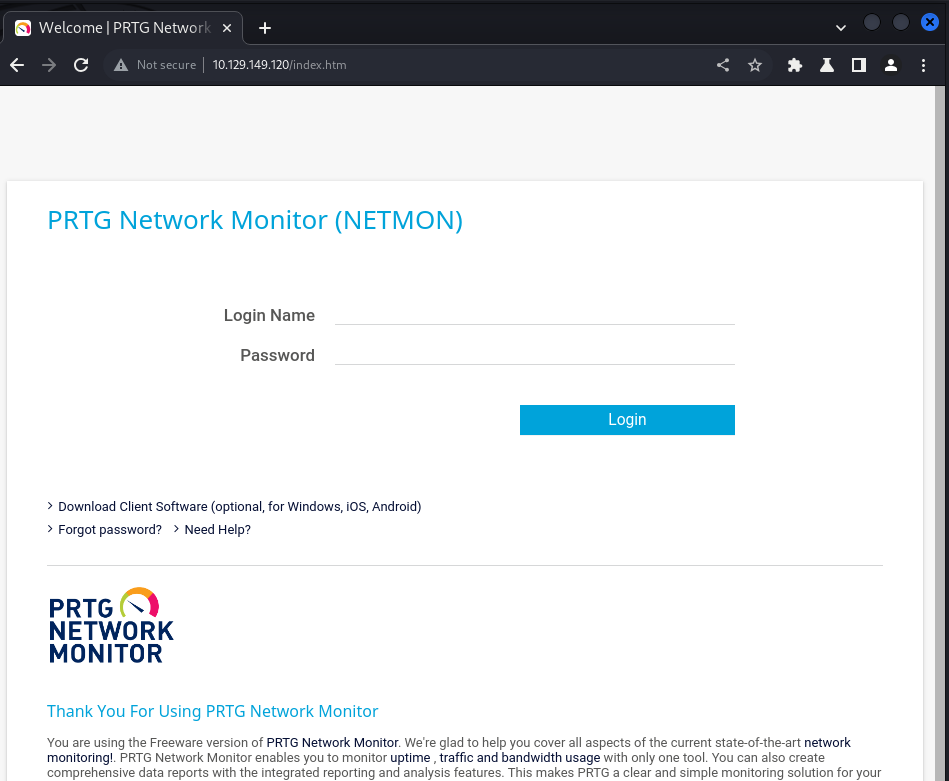 Welcome | PRTG Network
Not secure
10.129.149.120/index.htm
PRTG Network Monitor (NETMON)
Login Name
Password
Login
Download Client Software (optional, for Windows, iOS, Android)
Forgot password? Need Help?
PRTG
NETWORK
MONITOR
Thank You For Using PRTG Network Monitor
You are using the Freeware version of PRTG Network Monitor. We're glad to help you cover all aspects of the current state-of-the-art network
monitoring!. PRTG Network Monitor enables you to monitor uptime , traffic and bandwidth usage with only one tool. You can also create
comprehensive data reports with the integrated reporting and analysis features. This makes PRTG a clear and simple monitoring solution for your